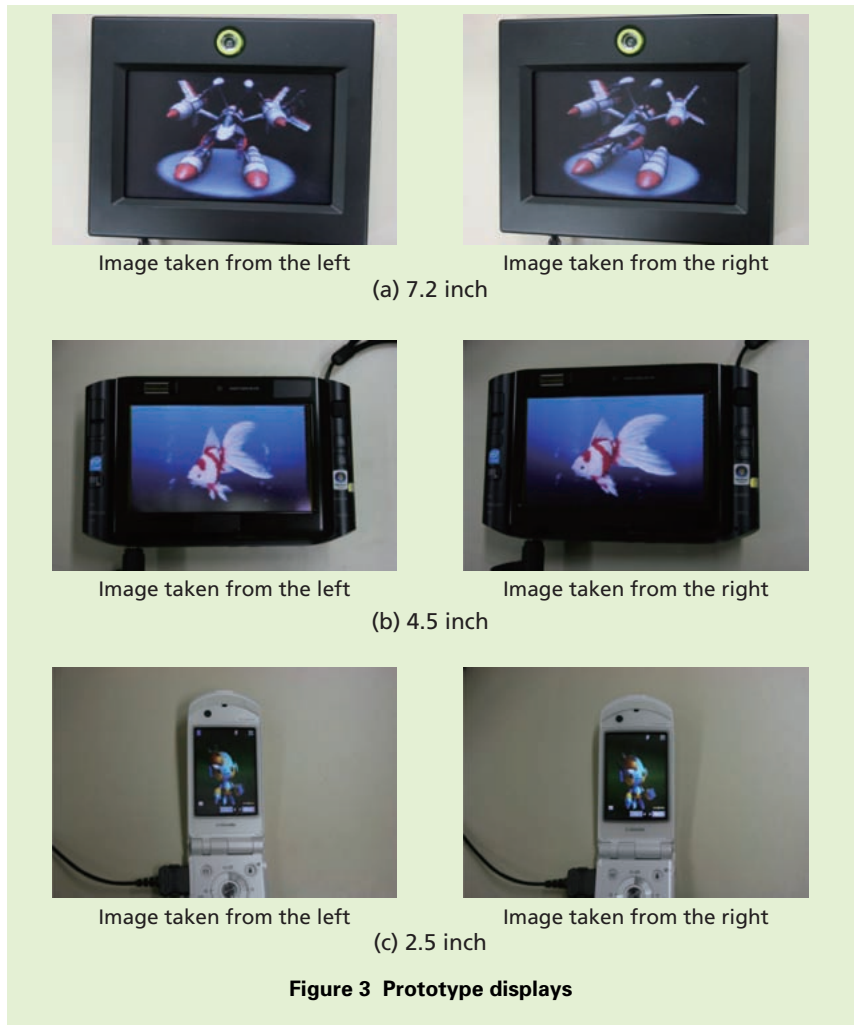 Image taken from the left
Image taken from the right
(a) 7.2 inch
Image taken from the left
Image taken from the right
(b) 4.5 inch
Image taken from the left
Image taken from the right
(c) 2.5 inch
Figure 3 Prototype displays